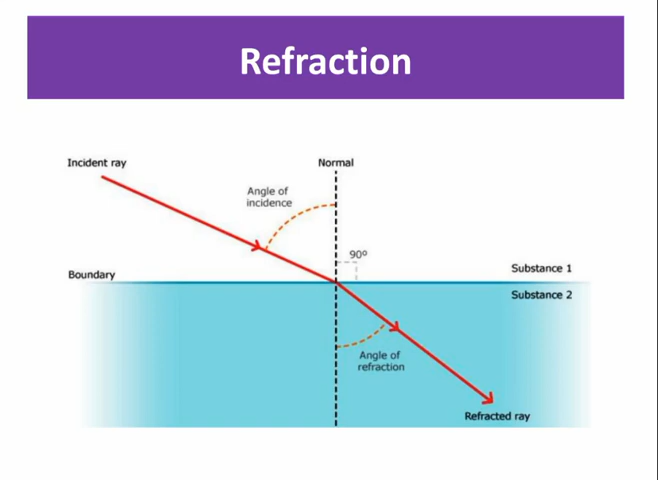 Refraction
Incident ray
Normal
Angle of
incidence
90º
Boundary
Substance 1
Substance 2
Angle of
refraction
Refracted ray